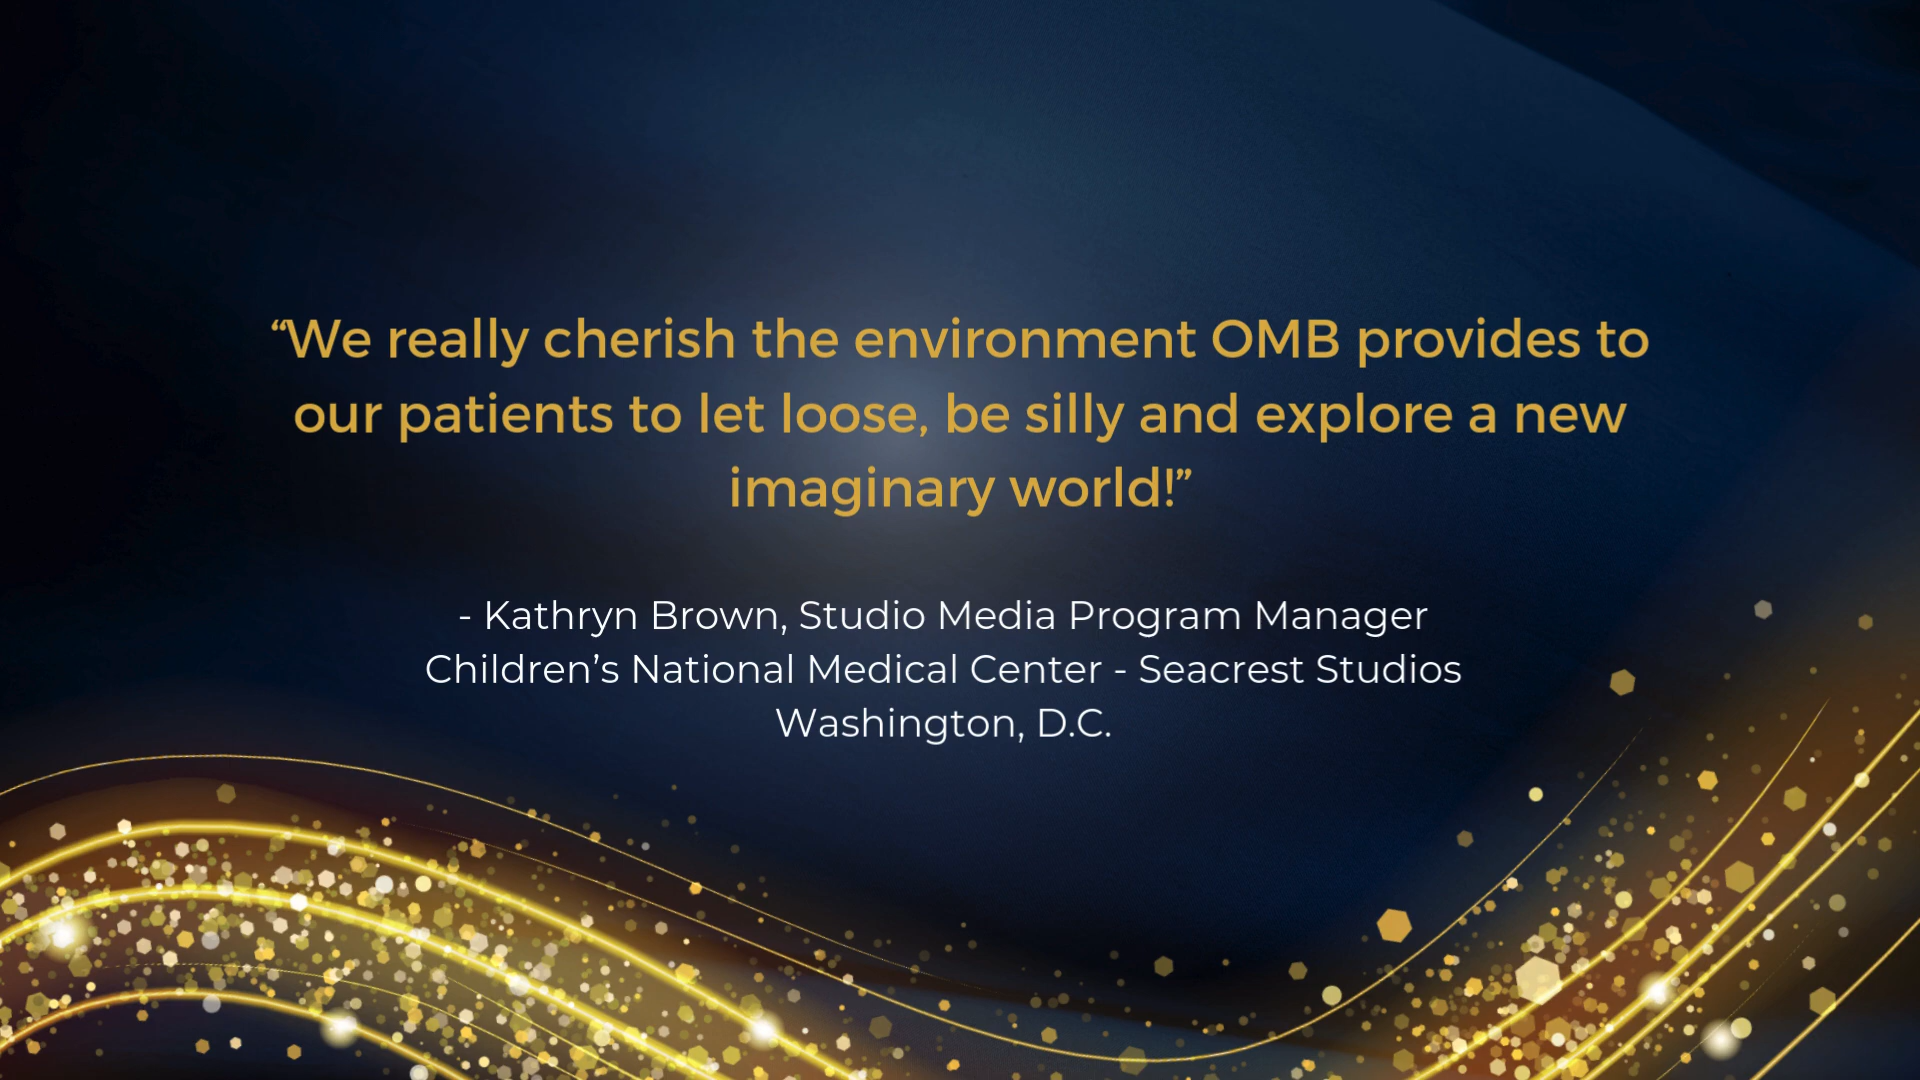 “We really cherish the environment OMB provides to
our patients to let loose, be silly and explore a new
imaginary world!”
- Kathryn Brown, Studio Media Program Manager
Children’s National Medical Center - Seacrest Studios
Washington, D.C.